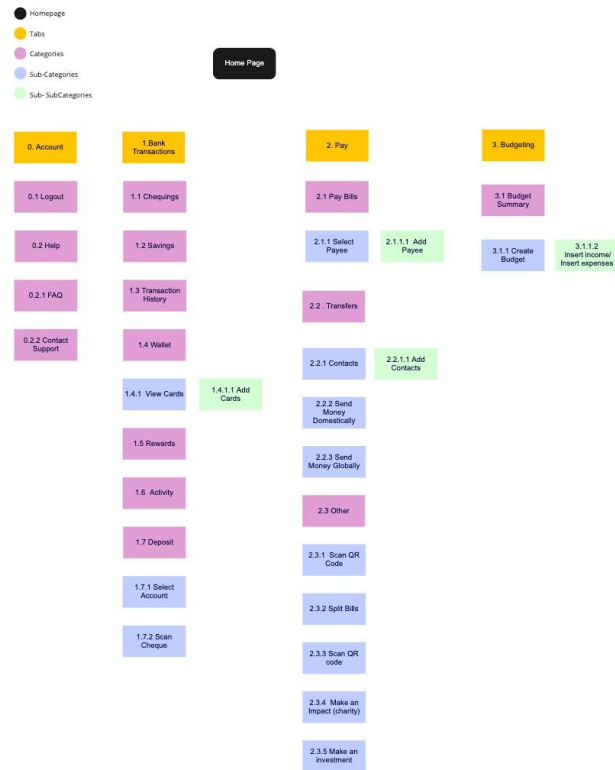 Homepage
Tabs
Categories
Sub-Categories
Sub- SubCategories
Home Page
0. Account
0.1 Logout
0.2 Help
0.2.1 FAQ
0.2.2 Contact
Support
1.Bank
Transactions
1.1 Chequings
1.2 Savings
1.3 Transaction
History
1.4 Wallet
1.4.1 View Cards
1.4.1.1 Add
Cards
1.5 Rewards
1.6 Activity
1.7 Deposit
1.7.1 Select
Account
1.7.2 Scan
Cheque
2. Pay
2.1 Pay Bills
2.1.1 Select
Payee
2.1.1.1 Add
Payee
2.2 . Transfers
2.2.1 Contacts
2.2.1.1 Add
Contacts
2.2.2 Send
Money
Domestically
2.2.3 Send
Money Globally
2.3 Other
2.3.1 Scan QR
Code
2.3.2 Split Bills
2.3.3 Scan QR
code
2.3.4 Make an
Impact (charity)
2.3.5 Make an
investment
3. Budgeting
3.1 Budget
Summary
3.1.1 Create
Budget
3.1.1.2
Insert income/
Insert expenses